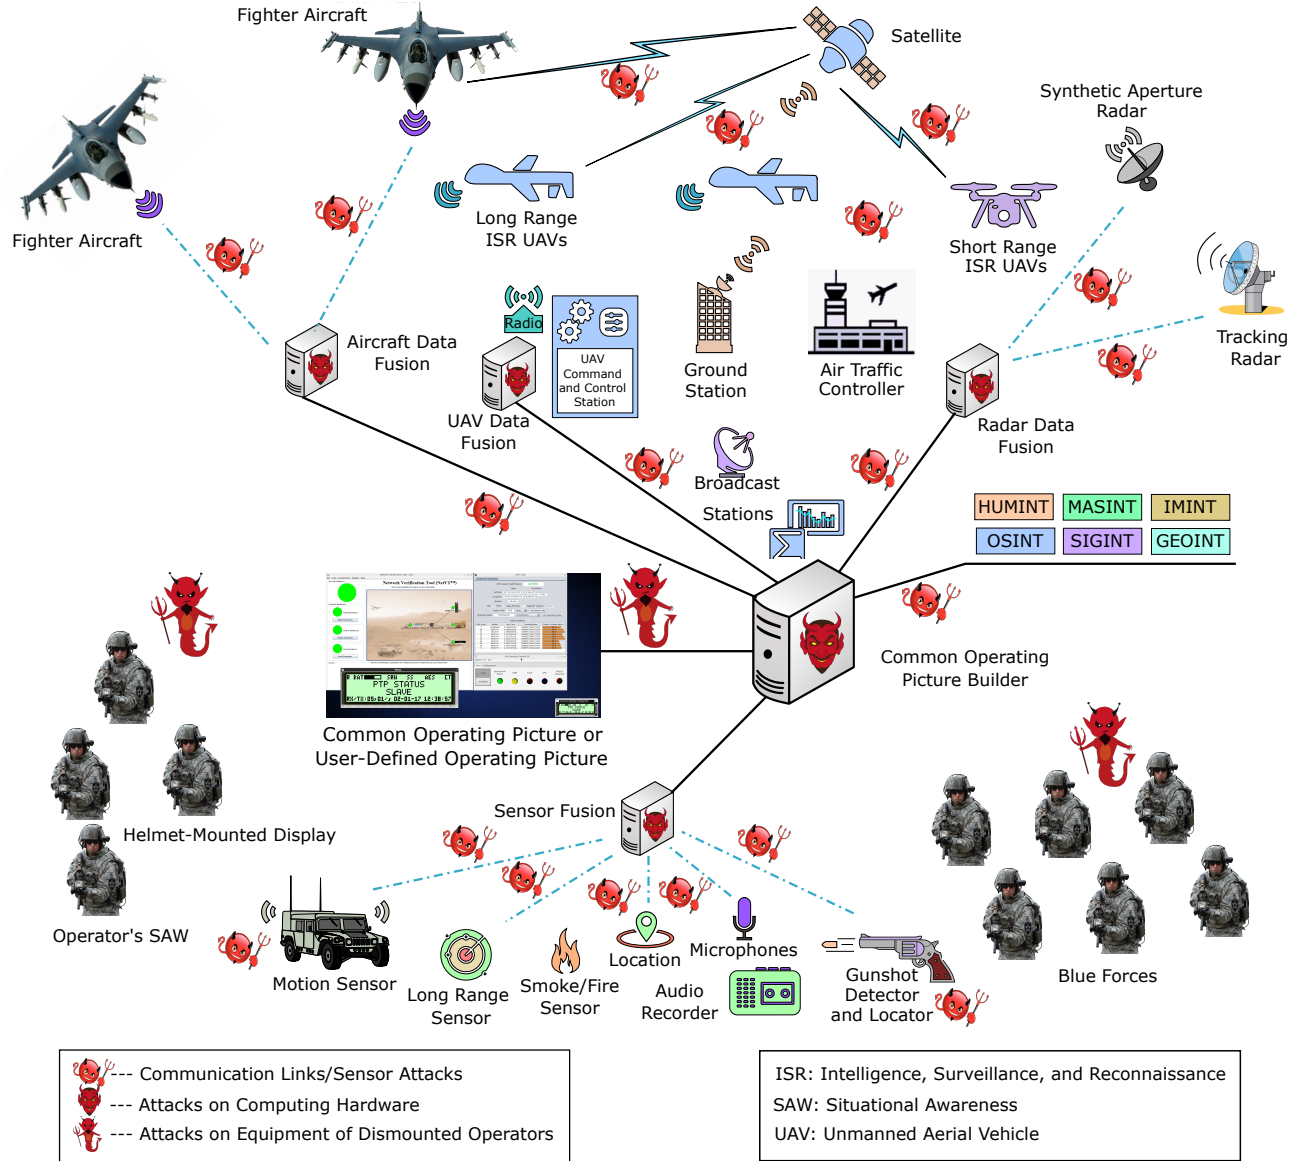 Fighter Aircraft
Satellite
Synthetic Aperture
Radar
Fighter Aircraft
Long Range
ISR UAVs
Short Range
ISR UAVs
Tracking
Radar
Aircraft Data
Fusion
Radio
UAV
Command
and Control
Station
UAV Data
Fusion
Ground
Station
Air Traffic
Controller
Radar Data
Fusion
Broadcast
Stations
HUMINT
MASINT
IMINT
OSINT
SIGINT
GEOINT
Network Verification Tool (NetVT™)
PTP STATUS
SLAVE
Common Operating
Picture Builder
Common Operating Picture or
User-Defined Operating Picture
Sensor Fusion
Helmet-Mounted Display
Operator's SAW
Motion Sensor
Long Range
Sensor
Smoke/Fire
Sensor
Location
Audio
Recorder
Microphones
Gunshot
Detector
and Locator
Blue Forces
--- Communication Links/Sensor Attacks
--- Attacks on Computing Hardware
--- Attacks on Equipment of Dismounted Operators
ISR: Intelligence, Surveillance, and Reconnaissance
SAW: Situational Awareness
UAV: Unmanned Aerial Vehicle